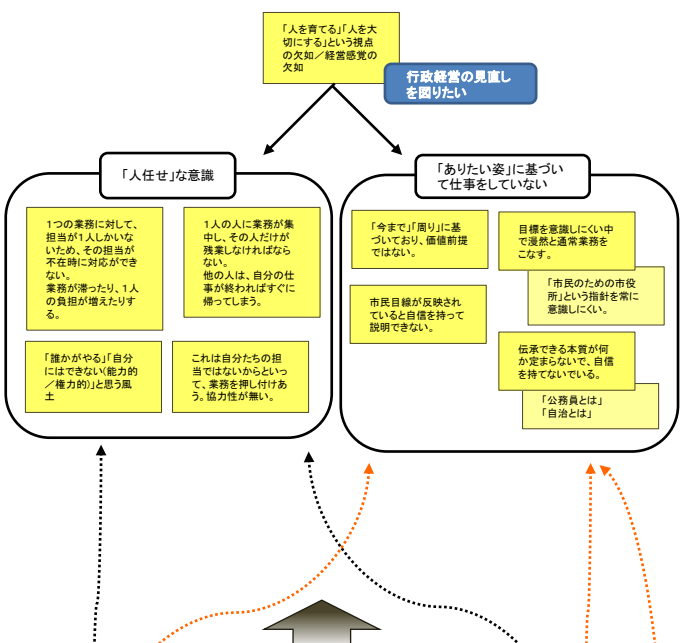 「人を育てる」「人を大
切にする」という視点
の欠如／経営感覚の
欠如
行政経営の見直し
を図りたい
「人任せ」な意識
1つの業務に対して、
担当が1人しかいな
いため、その担当が
不在時に対応ができ
ない。
業務が滞ったり、1人
の負担が増えたりす
る。
1人の人に業務が集
中し、その人だけが
残業しなければなら
ない。
他の人は、自分の仕
事が終わればすぐに
帰ってしまう。
「誰かがやる」「自分
にはできない(能力的
／権力的)」と思う風
土
これは自分たちの担
当ではないからといっ
て、業務を押し付けあ
う。協力性が無い。
「ありたい姿」に基づい
て仕事をしていない
「今まで」「周り」に基
づいており、価値前提
ではない。
目標を意識しにくい中
で漫然と通常業務を
こなす。
「市民のための市役
所」という指針を常に
意識しにくい。
市民目線が反映され
ていると自信を持って
説明できない。
伝承できる本質が何
か定まらないで、自信
を持てないでいる。
「公務員とは」
「自治とは」